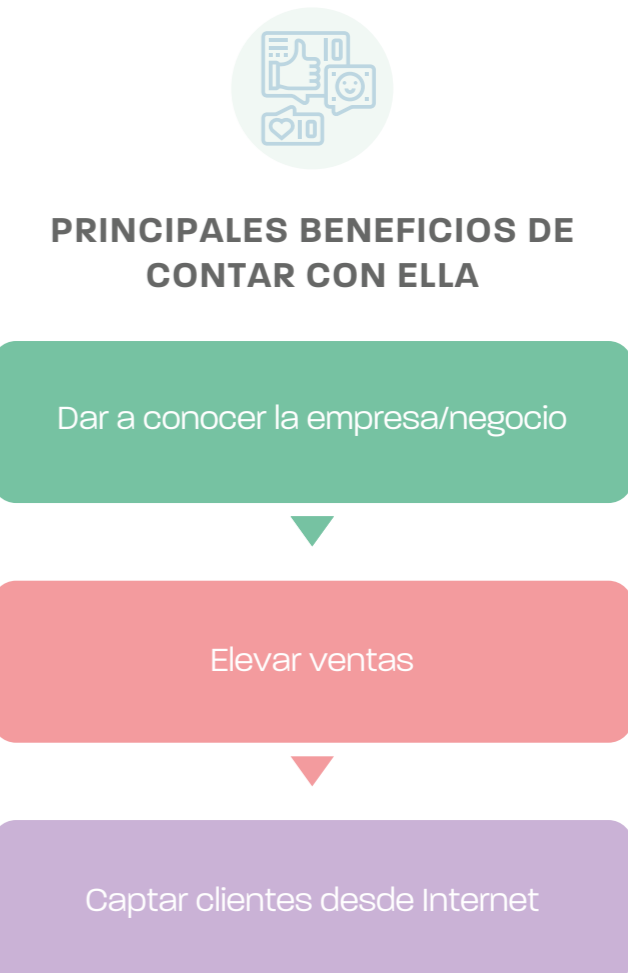 PRINCIPALES BENEFICIOS DE
CONTAR CON ELLA
Dar a conocer la empresa/negocio
Elevar ventas
Captar clientes desde Internet